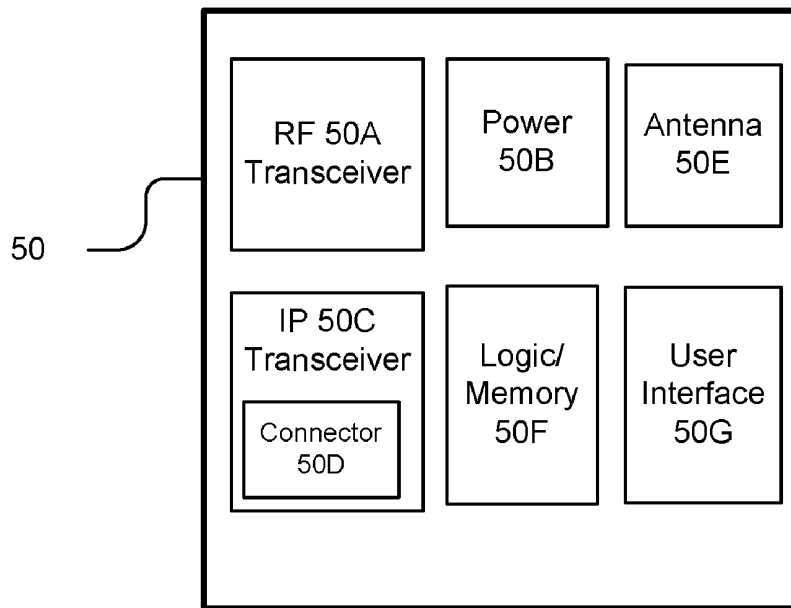 RF 50A
Transceiver
Power
50B
Antenna
50E
50
IP 50C
Transceiver
Connector
50D
Logic/
Memory
50F
User
Interface
50G